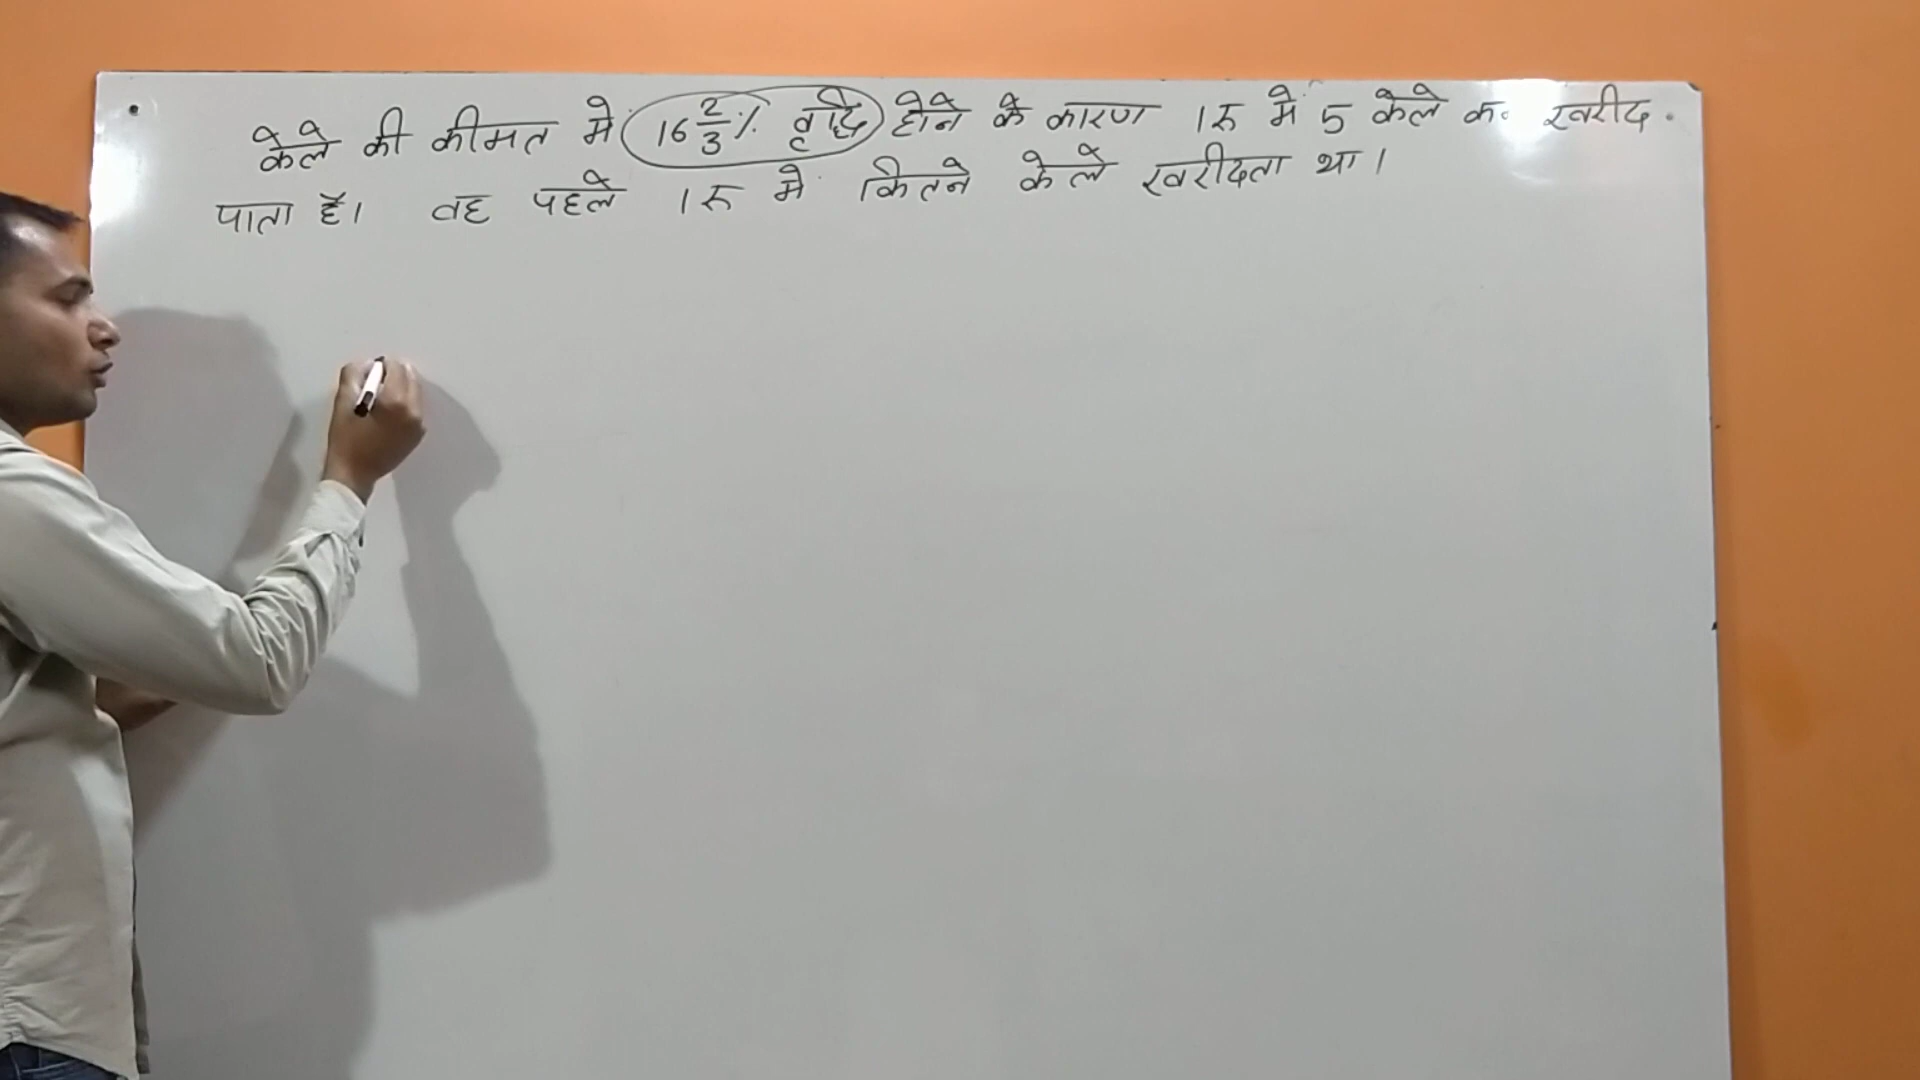 केले की कीमत में 16 2/3 % वृद्धि होने के कारण 1 रू में 5 केले कम खरीद
पाता है। वह पहले 1 रू में कितने केले खरीदता था।